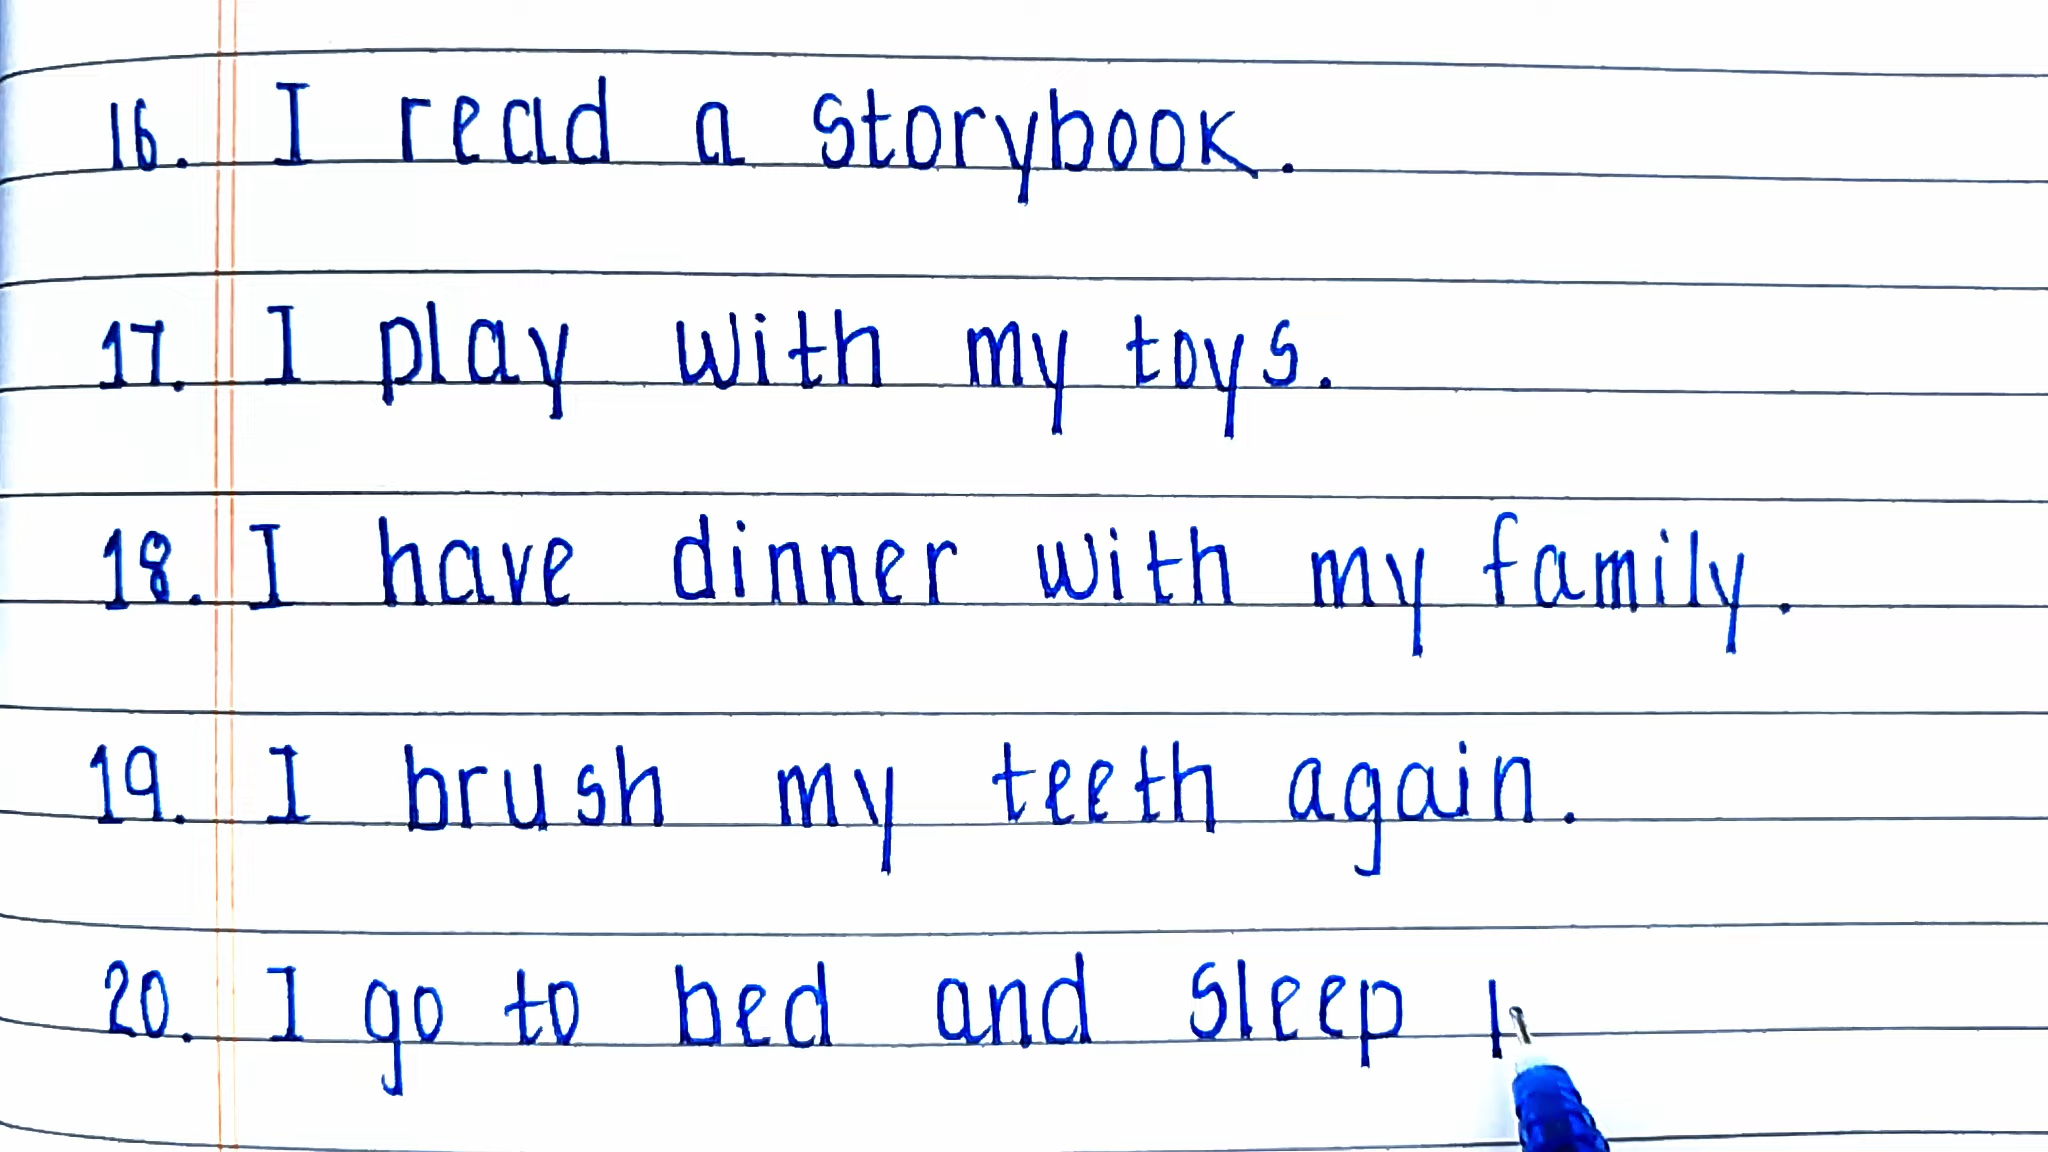 16. I read a storybook.
17. I play with my toys.
18. I have dinner with my family.
19. I brush my teeth again.
20. I go to bed and sleep